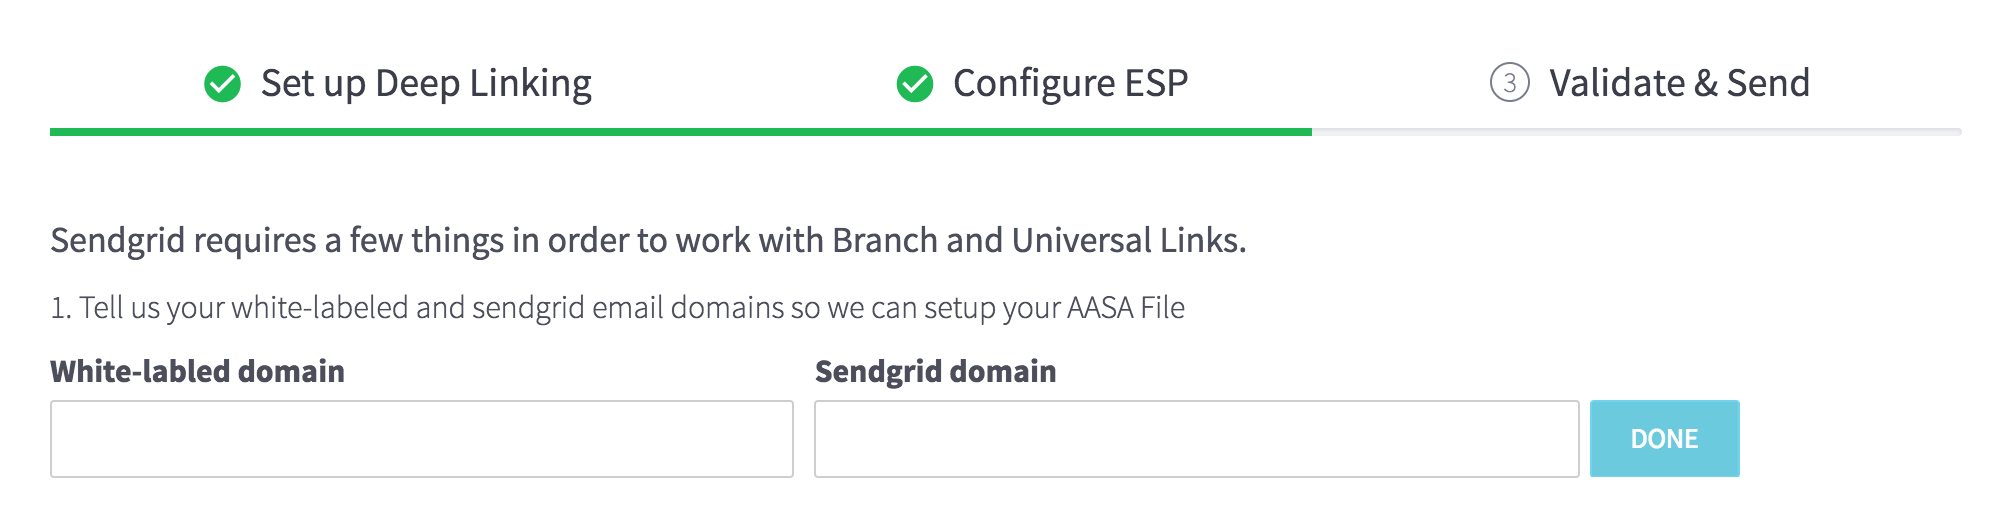 Set up Deep Linking
Configure ESP
3 Validate & Send
Sendgrid requires a few things in order to work with Branch and Universal Links.
1. Tell us your white-labeled and sendgrid email domains so we can setup your AASA File
White-labled domain
Sendgrid domain
DONE